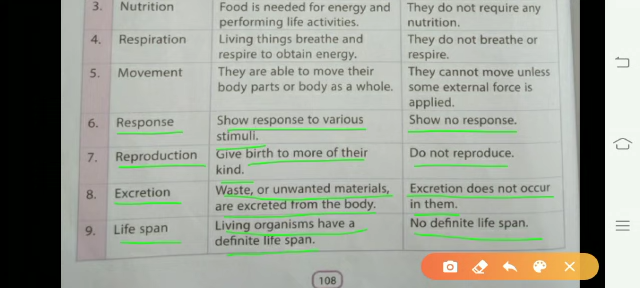 3. Nutrition Food is needed for energy and They do not require any
performing life activities. nutrition.
4. Respiration Living things breathe and They do not breathe or
respire to obtain energy. respire.
5. Movement They are able to move their They cannot move unless
body parts or body as a whole. some external force is
applied.
6. Response Show response to various Show no response.
stimuli.
7. Reproduction Give birth to more of their Do not reproduce.
kind.
8. Excretion Waste, or unwanted materials, Excretion does not occur
are excreted from the body. in them.
9. Life span Living organisms have a No definite life span.
definite life span.
108